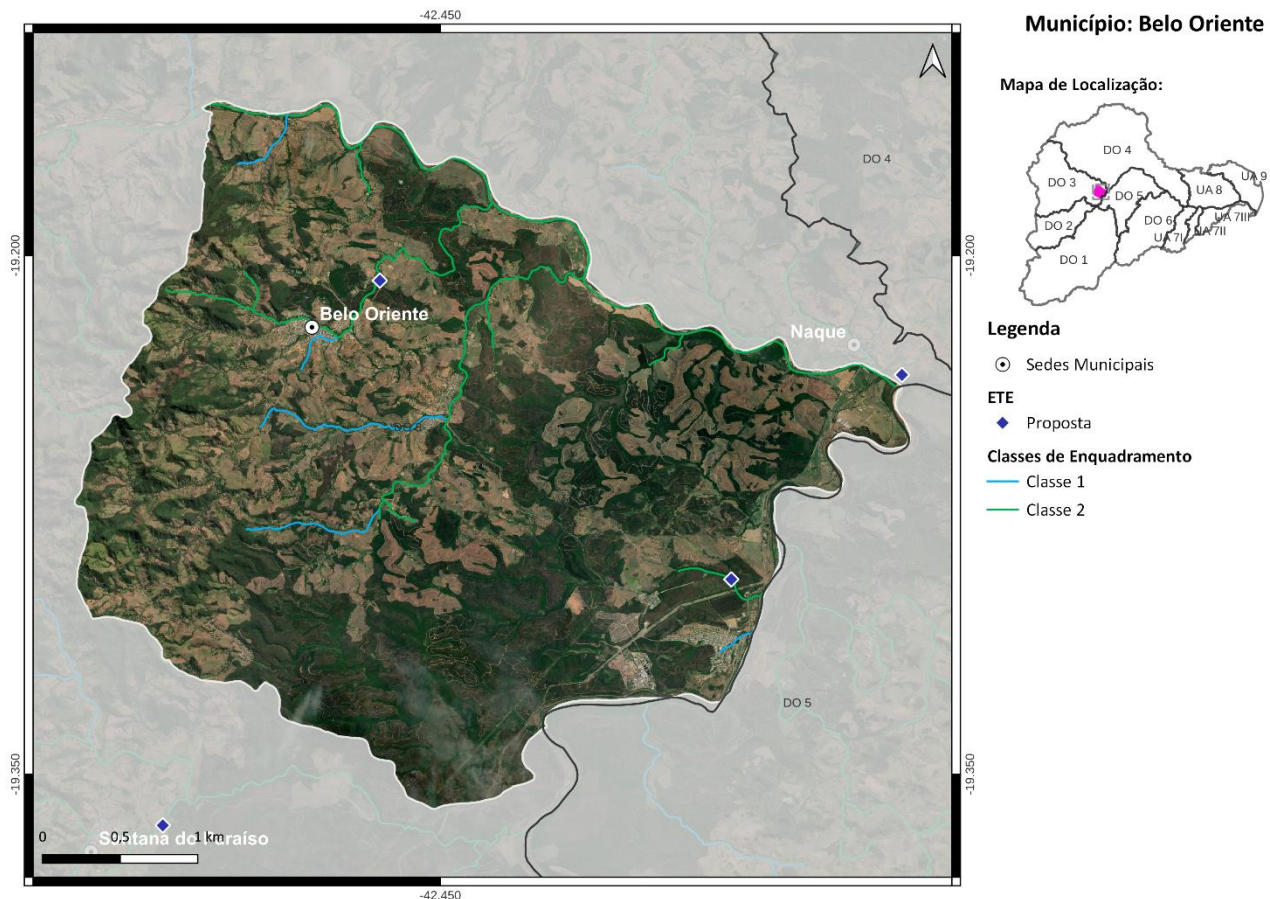 -42.450
Município: Belo Oriente
Mapa de Localização:
DO 4
DO 3
DO 5
UA 8
UA 9
DO 2
DO 6
UA 7III
UA 7II
UA 7I
DO 1
Legenda
Sedes Municipais
ETE
Proposta
Classes de Enquadramento
Classe 1
Classe 2
DO 4
-19.200
-19.200
Belo Oriente
Naque
DO 5
-19.350
-19.350
Santana do Paraíso
0 0,5 1 km
-42.450